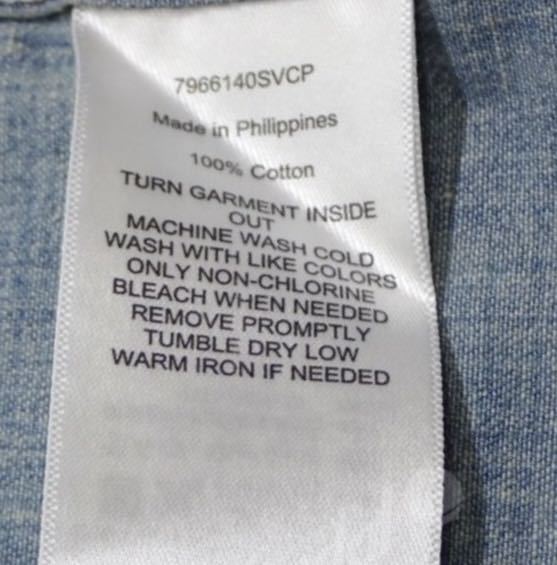 7966140SVCP
Made in Philippines
100% Cotton
TURN GARMENT INSIDE
OUT
MACHINE WASH COLD
WASH WITH LIKE COLORS
ONLY NON-CHLORINE
BLEACH WHEN NEEDED
REMOVE PROMPTLY
TUMBLE DRY LOW
WARM IRON IF NEEDED